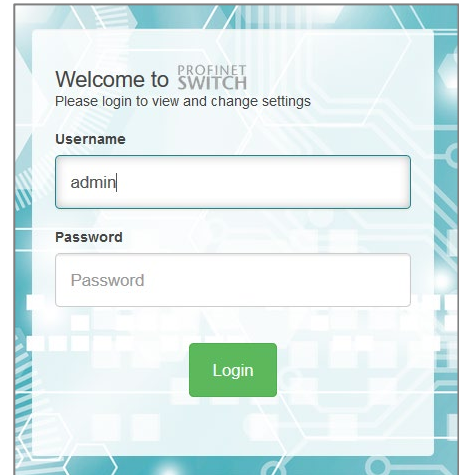 Welcome to PROFINET SWITCH
Please login to view and change settings
Username
admin
Password
Password
Login